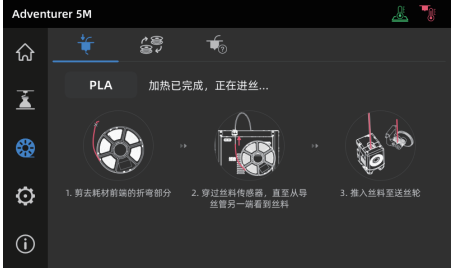 Adventurer 5M
PLA
加热已完成，正在进丝...
1. 剪去耗材前端的折弯部分
2. 穿过丝料传感器，直至从导
丝管另一端看到丝料
3. 推入丝料至送丝轮